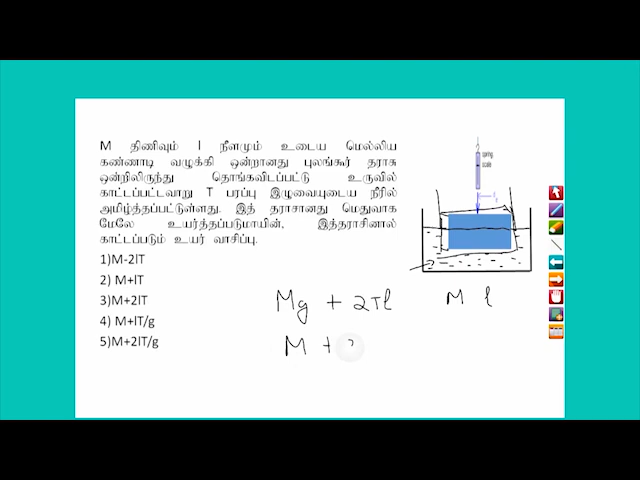 M திணிவும் l நீளமும் உடைய மெல்லிய
கண்ணாடி வழுக்கி ஒன்றானது புலங்கூர் தராசு
ஒன்றிலிருந்து தொங்கவிடப்பட்டு உருவில்
காட்டப்பட்டவாறு T பரப்பு இழுவையுடைய நீரில்
அமிழ்த்தப்பட்டுள்ளது. இத் தராசானது மெதுவாக
மேலே உயர்த்தப்படுமாயின், இத்தராசினால்
காட்டப்படும் உயர் வாசிப்பு.
1)M-2lT
2) M+lT
3)M+2lT
4) M+lT/g
5)M+2lT/g
spring
scale
Mg + 2Tl
M l
M +